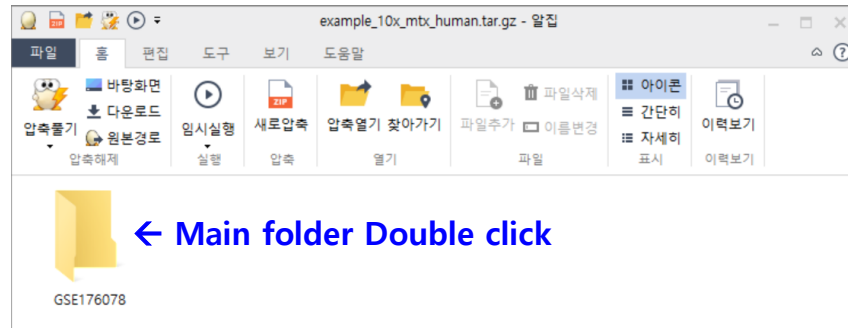 example_10x_mtx_human.tar.gz - 알집
파일 홈 편집 도구 보기 도움말
압축풀기
바탕화면
다운로드
원본경로
압축해제
임시실행
실행
ZIP
새로압축
압축
압축열기 찾아가기
열기
파일추가
파일삭제
이름변경
파일
아이콘
간단히
자세히
표시
이력보기
이력보기
← Main folder Double click
GSE176078